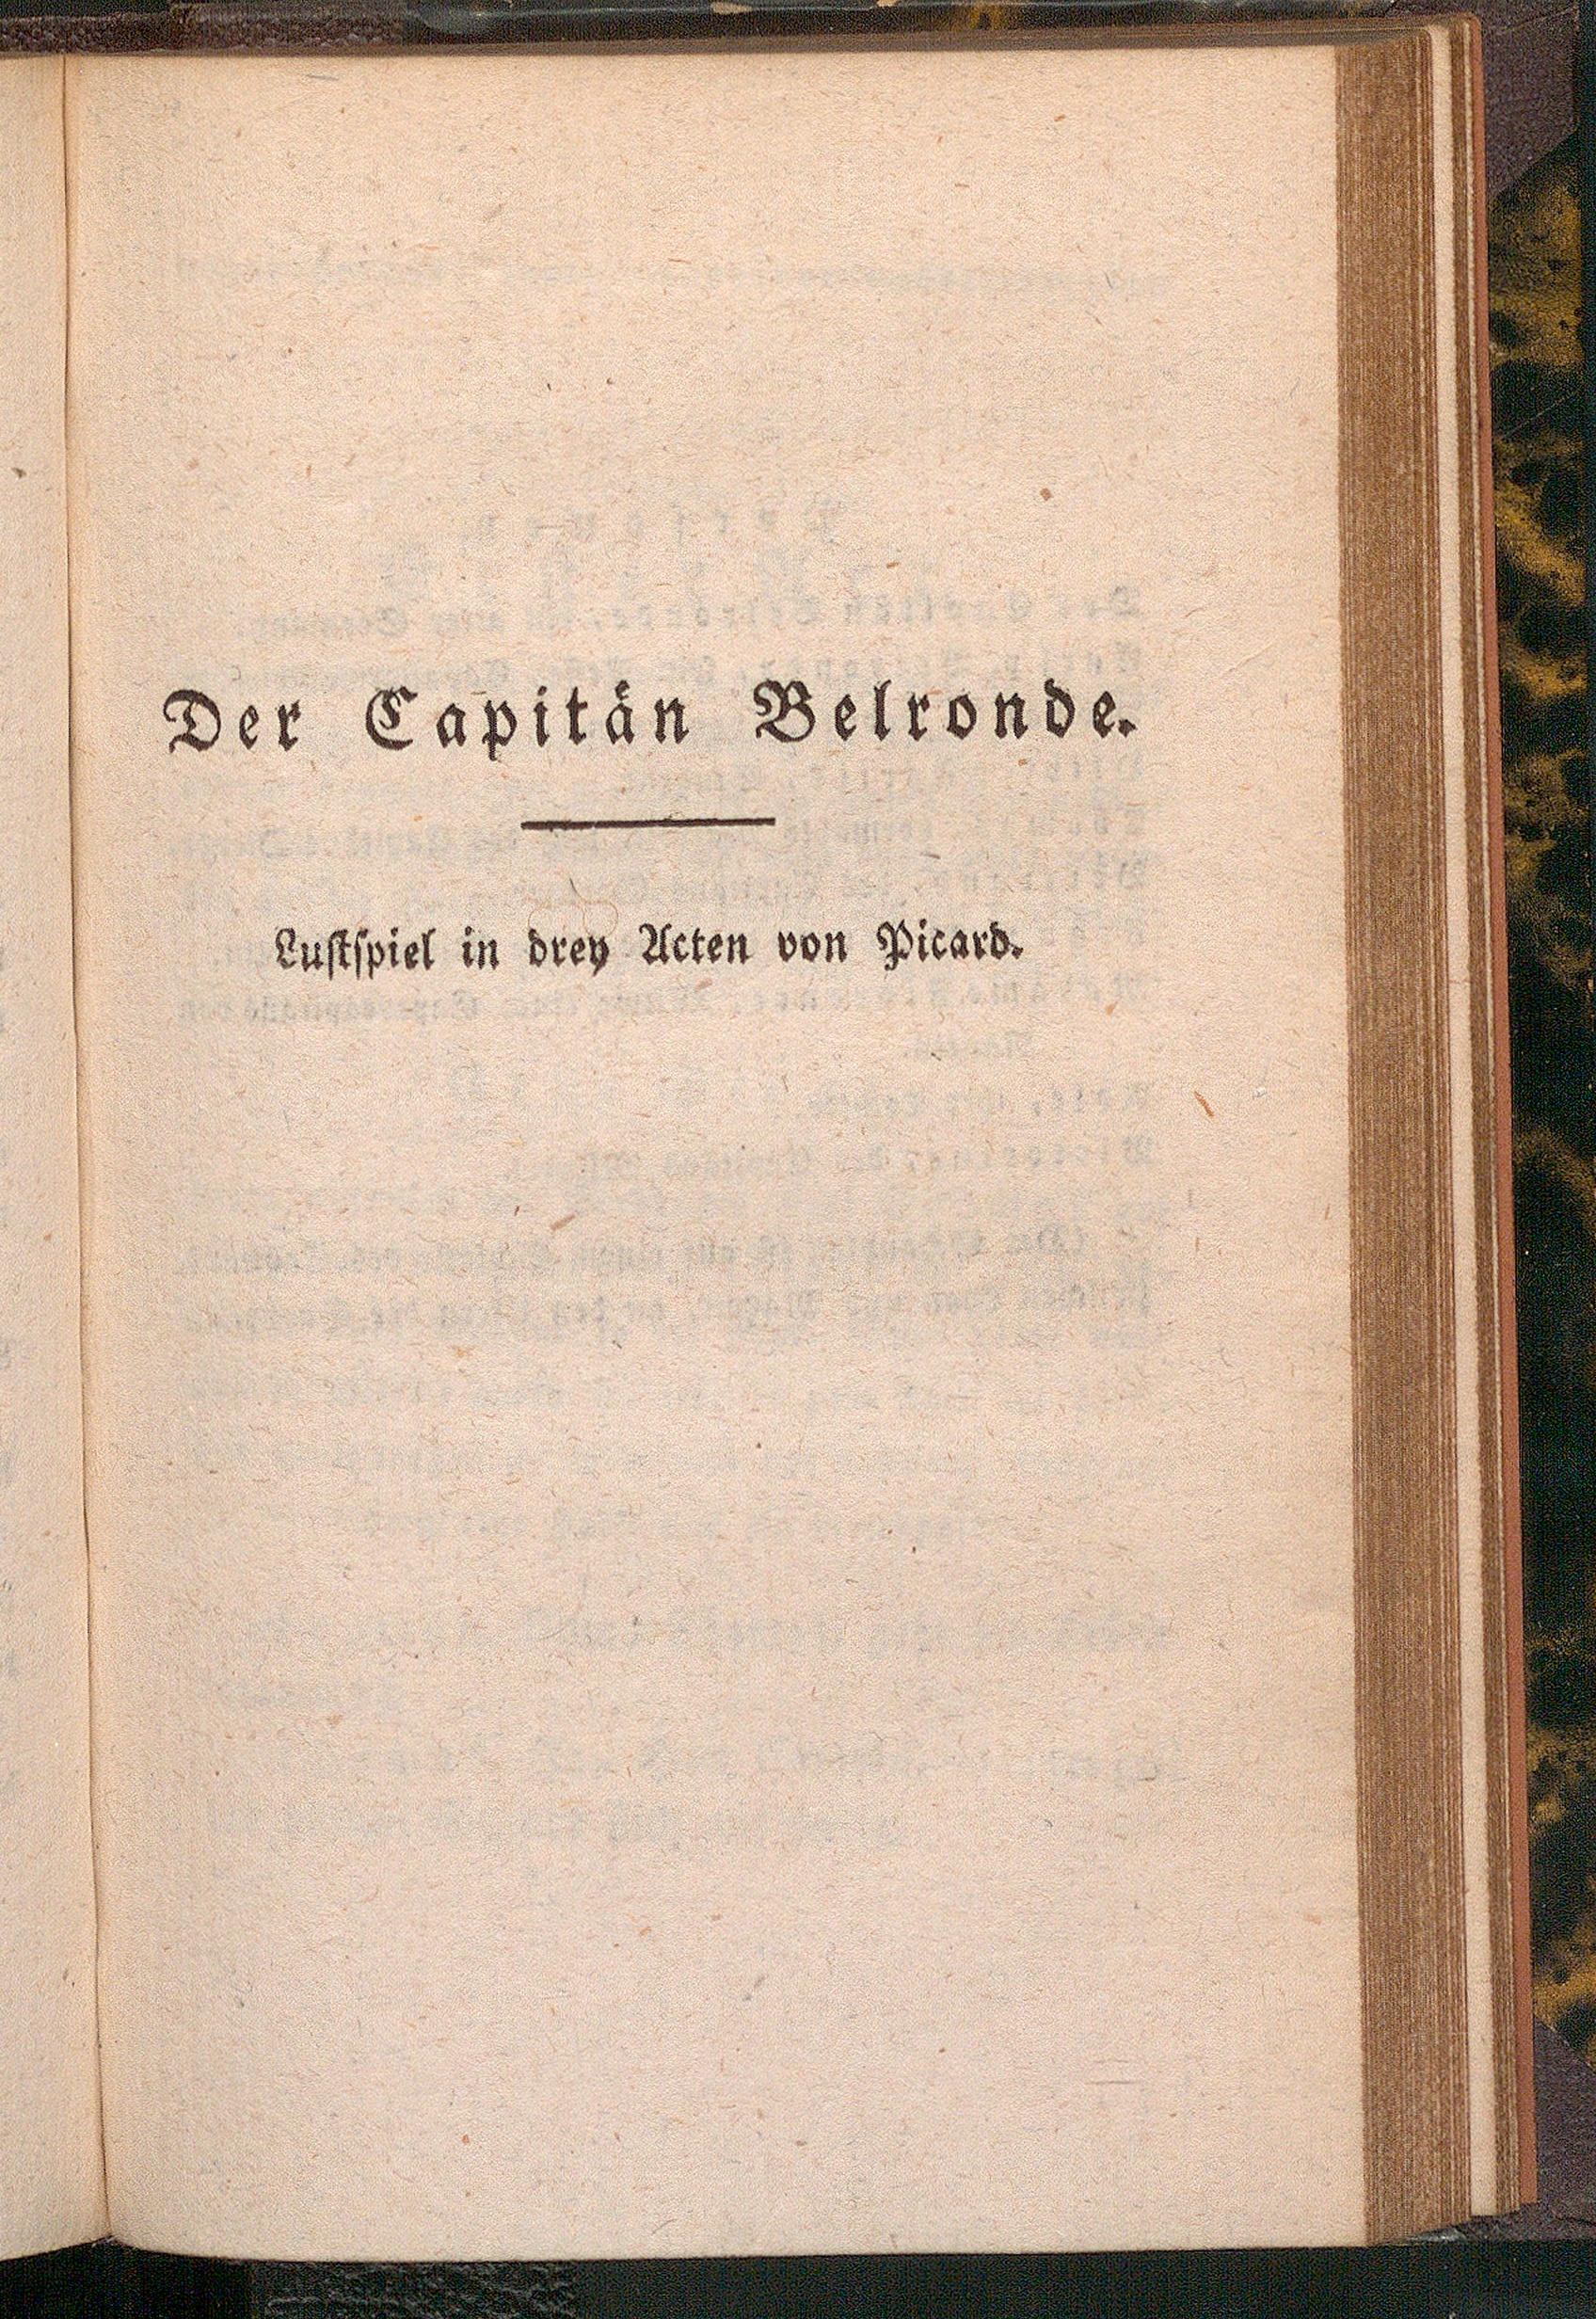 Der Capitän Belronde.
Lustspiel in drey Acten von Picard.